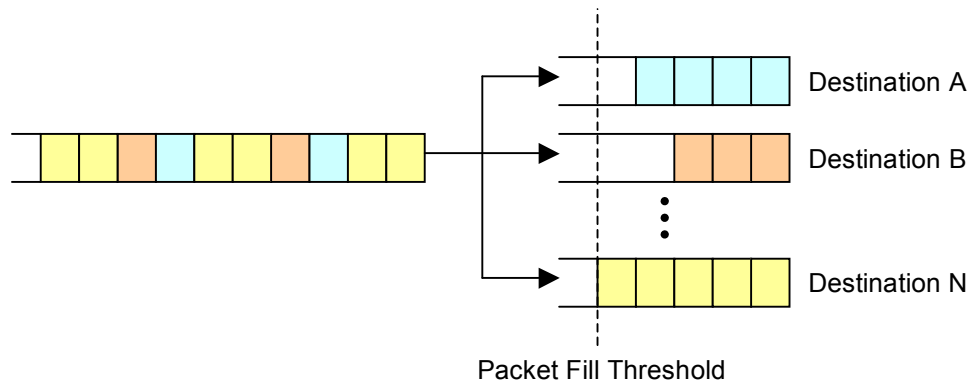 Destination A
Destination B
Destination N
Packet Fill Threshold